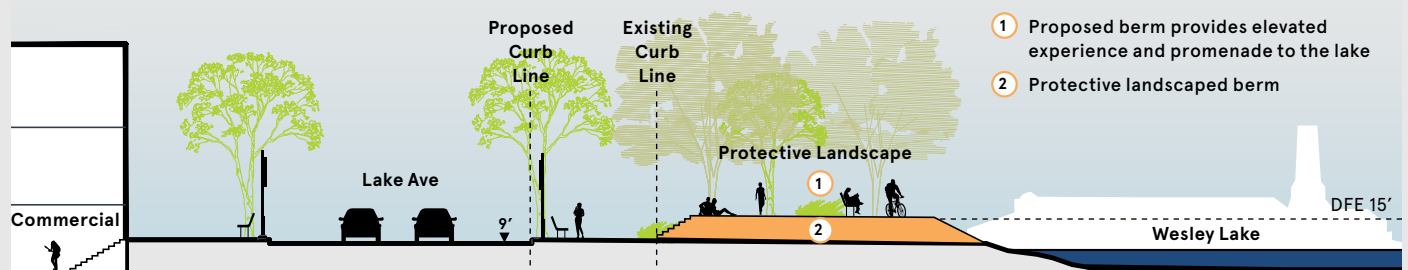 Proposed
Curb
Line
Existing
Curb
Line
1 Proposed berm provides elevated
experience and promenade to the lake
2 Protective landscaped berm
Protective Landscape
Lake Ave
1
DFE 15′
Commercial
9′
2
Wesley Lake